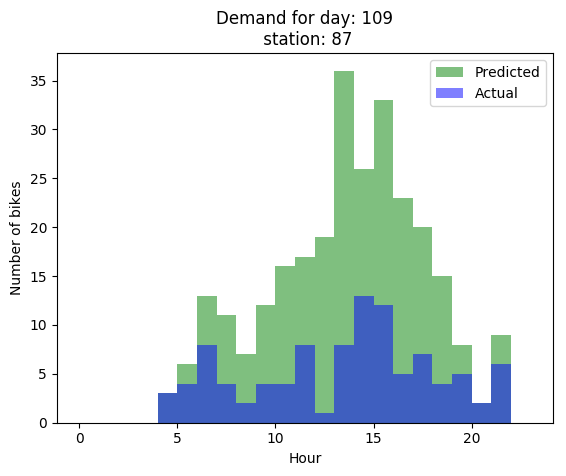 Demand for day: 109
station: 87
Predicted
Actual
35
30
25
20
15
10
5
0
Number of bikes
0 5 10 15 20
Hour